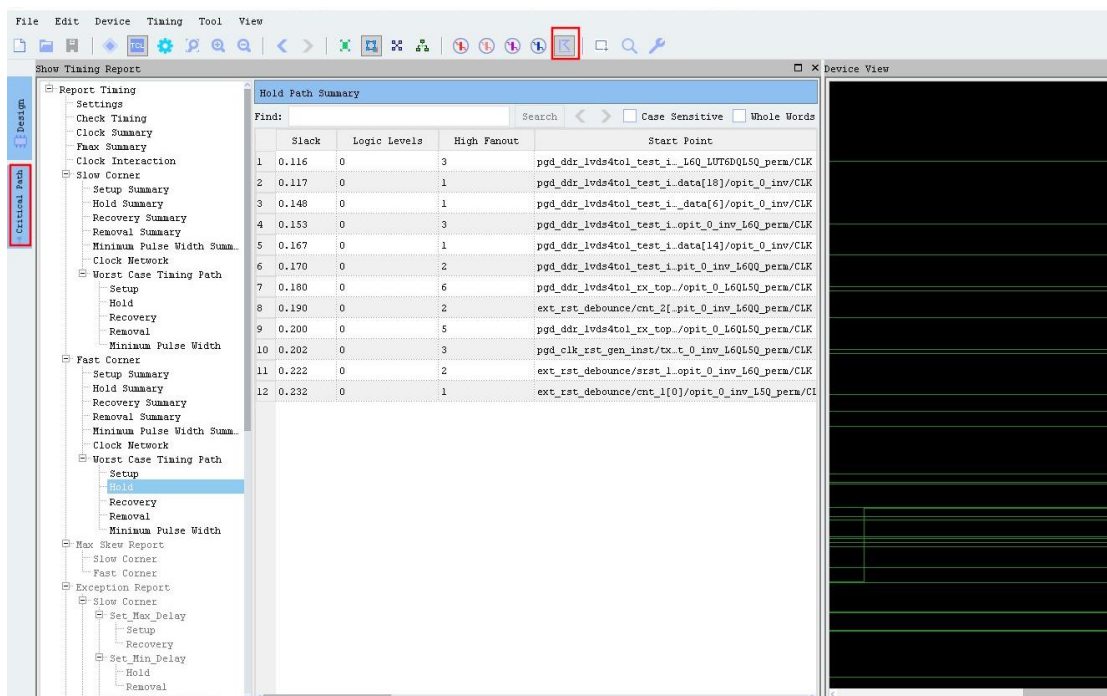 File Edit Device Timing Tool View
TCL
Show Timing Report
Device View
Design
Critical Path
Report Timing
Settings
Check Timing
Clock Summary
Fmax Summary
Clock Interaction
Slow Corner
Setup Summary
Hold Summary
Recovery Summary
Removal Summary
Minimum Pulse Width Summ…
Clock Network
Worst Case Timing Path
Setup
Hold
Recovery
Removal
Minimum Pulse Width
Fast Corner
Setup Summary
Hold Summary
Recovery Summary
Removal Summary
Minimum Pulse Width Summ…
Clock Network
Worst Case Timing Path
Setup
Hold
Recovery
Removal
Minimum Pulse Width
Max Skew Report
Slow Corner
Fast Corner
Exception Report
Slow Corner
Set_Max_Delay
Setup
Recovery
Set_Min_Delay
Hold
Removal
Hold Path Summary
Find: Search Case Sensitive Whole Words
Slack Logic Levels High Fanout Start Point
1 0.116 0 3 pgd_ddr_lvds4to1_test_i…_L6Q_LUT6DQL5Q_perm/CLK
2 0.117 0 1 pgd_ddr_lvds4to1_test_i…data[18]/opit_0_inv/CLK
3 0.148 0 1 pgd_ddr_lvds4to1_test_i…_data[6]/opit_0_inv/CLK
4 0.153 0 3 pgd_ddr_lvds4to1_test_i…opit_0_inv_L6Q_perm/CLK
5 0.167 0 1 pgd_ddr_lvds4to1_test_i…data[14]/opit_0_inv/CLK
6 0.170 0 2 pgd_ddr_lvds4to1_test_i…pit_0_inv_L6QQ_perm/CLK
7 0.180 0 6 pgd_ddr_lvds4to1_rx_top…/opit_0_L6QL5Q_perm/CLK
8 0.190 0 2 ext_rst_debounce/cnt_2[…pit_0_inv_L6QQ_perm/CLK
9 0.200 0 5 pgd_ddr_lvds4to1_rx_top…/opit_0_L6QL5Q_perm/CLK
10 0.202 0 3 pgd_clk_rst_gen_inst/tx…t_0_inv_L6QL5Q_perm/CLK
11 0.222 0 2 ext_rst_debounce/srst_1…opit_0_inv_L6Q_perm/CLK
12 0.232 0 1 ext_rst_debounce/cnt_1[0]/opit_0_inv_L5Q_perm/Cl